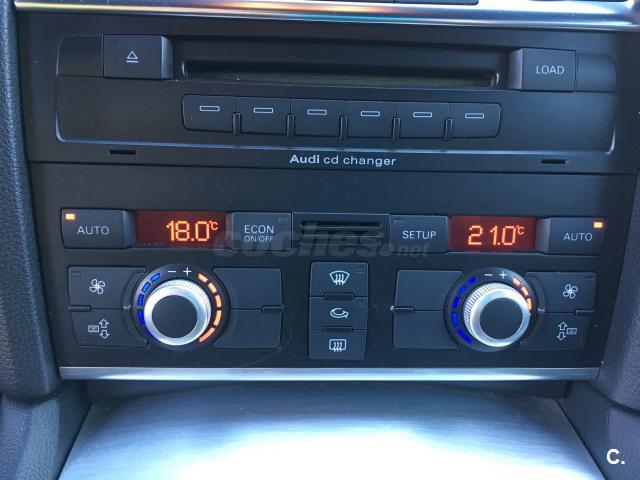 LOAD
Audi cd changer
AUTO
18.0°C
ECON
ON/OFF
SETUP
21.0°C
AUTO
coches.net
- +
- +
C.